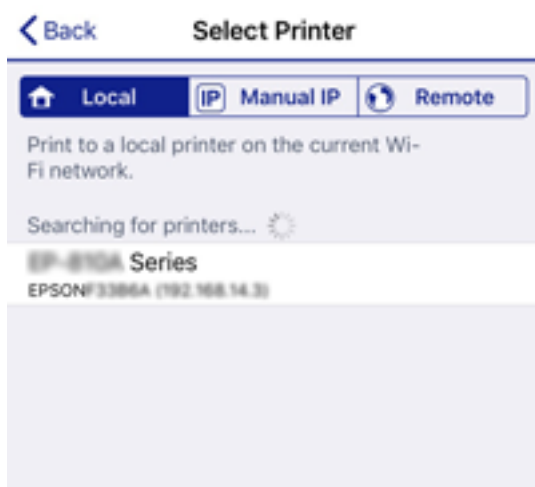 Back
Select Printer
Local
IP Manual IP
Remote
Print to a local printer on the current Wi-
Fi network.
Searching for printers...
Series
EPSON